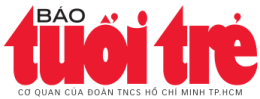 BÁO
tuổi trẻ
CƠ QUAN CỦA ĐOÀN TNCS HỒ CHÍ MINH TP.HCM